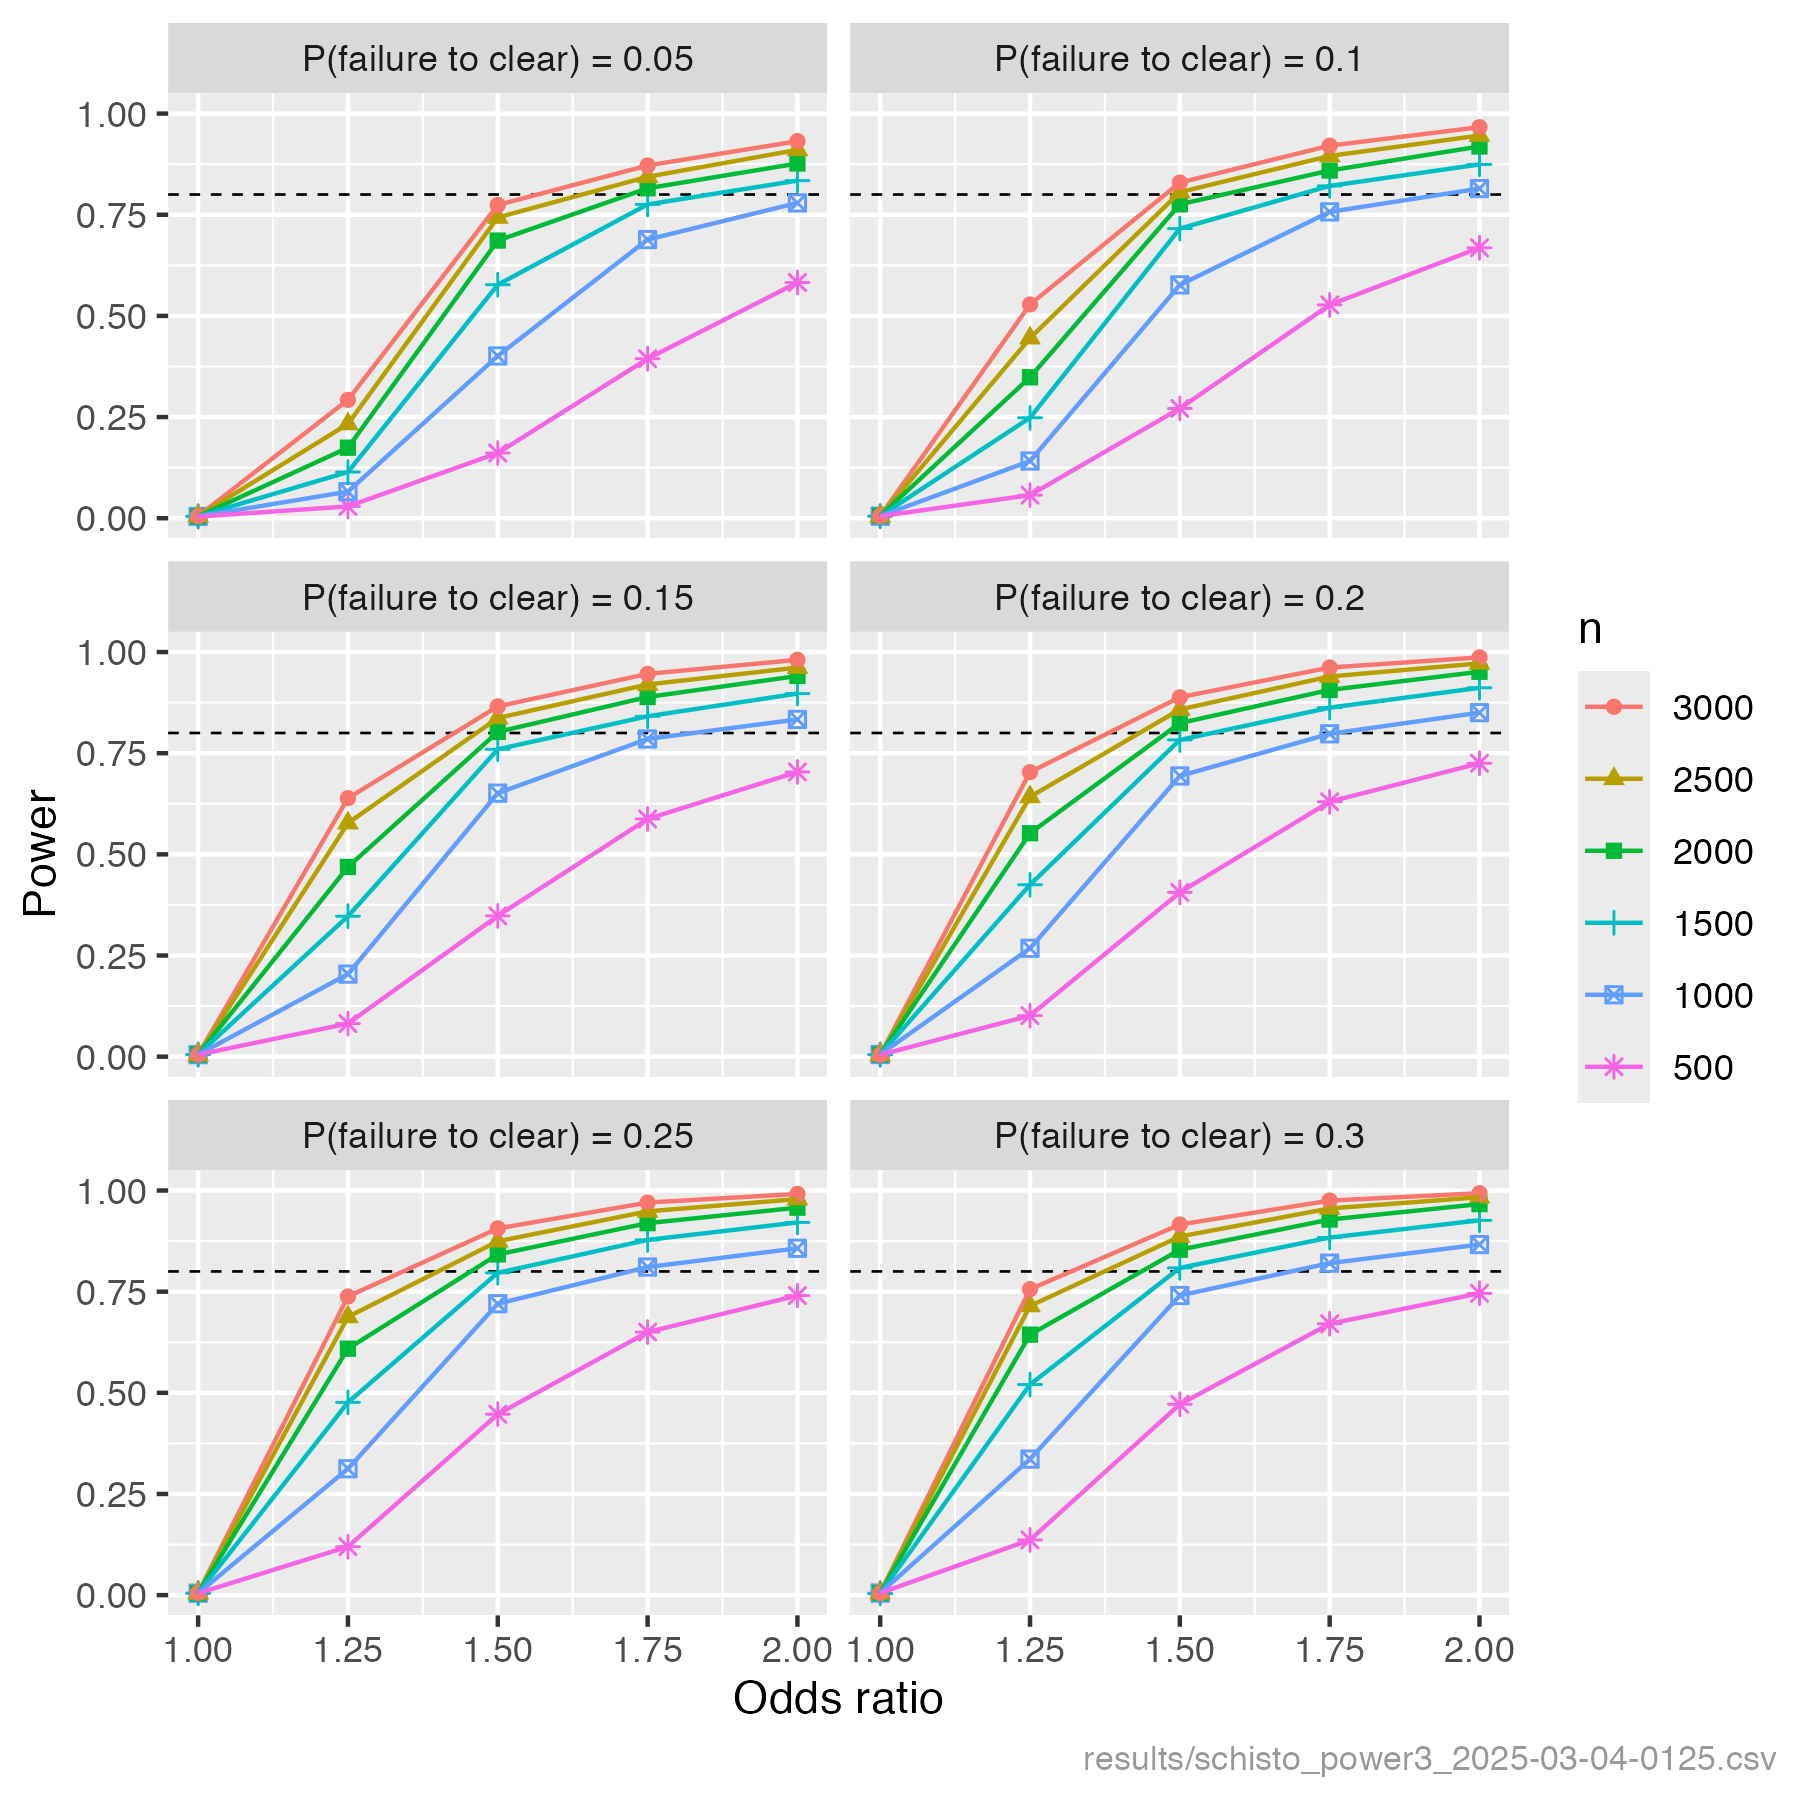 P(failure to clear) = 0.05
P(failure to clear) = 0.1
1.00
0.75
0.50
0.25
0.00
P(failure to clear) = 0.15
P(failure to clear) = 0.2
1.00
0.75
0.50
0.25
0.00
P(failure to clear) = 0.25
P(failure to clear) = 0.3
1.00
0.75
0.50
0.25
0.00
1.00 1.25 1.50 1.75 2.00
1.00 1.25 1.50 1.75 2.00
Power
Odds ratio
n
3000
2500
2000
1500
1000
500
results/schisto_power3_2025-03-04-0125.csv